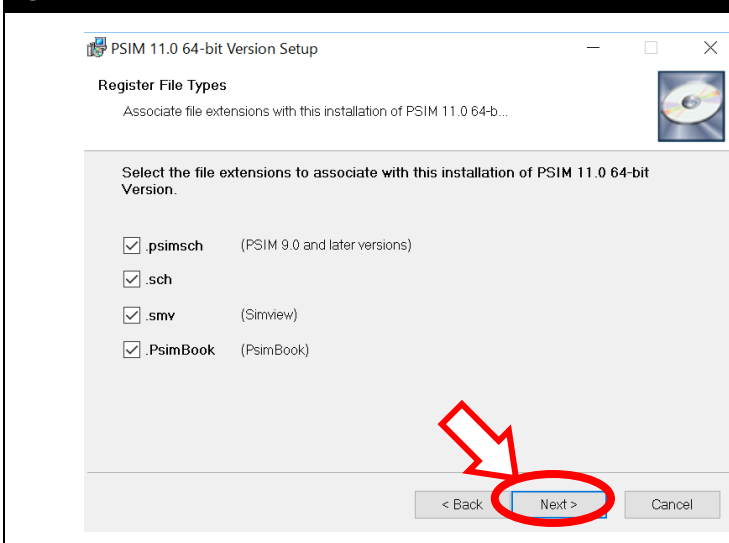 PSIM 11.0 64-bit Version Setup
Register File Types
Associate file extensions with this installation of PSIM 11.0 64-b...
Select the file extensions to associate with this installation of PSIM 11.0 64-bit
Version.
.psimsch (PSIM 9.0 and later versions)
.sch
.smv (Simview)
.PsimBook (PsimBook)
< Back Next > Cancel